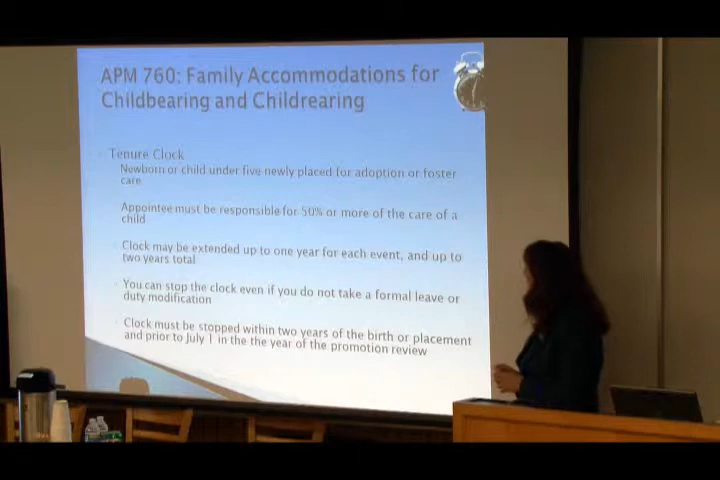 APM 760: Family Accommodations for
Childbearing and Childrearing
Tenure Clock
Newborn or child under five newly placed for adoption or foster
care
Appointee must be responsible for 50% or more of the care of a
child
Clock may be extended up to one year for each event, and up to
two years total
You can stop the clock even if you do not take a formal leave or
duty modification
Clock must be stopped within two years of the birth or placement
and prior to July 1 in the the year of the promotion review